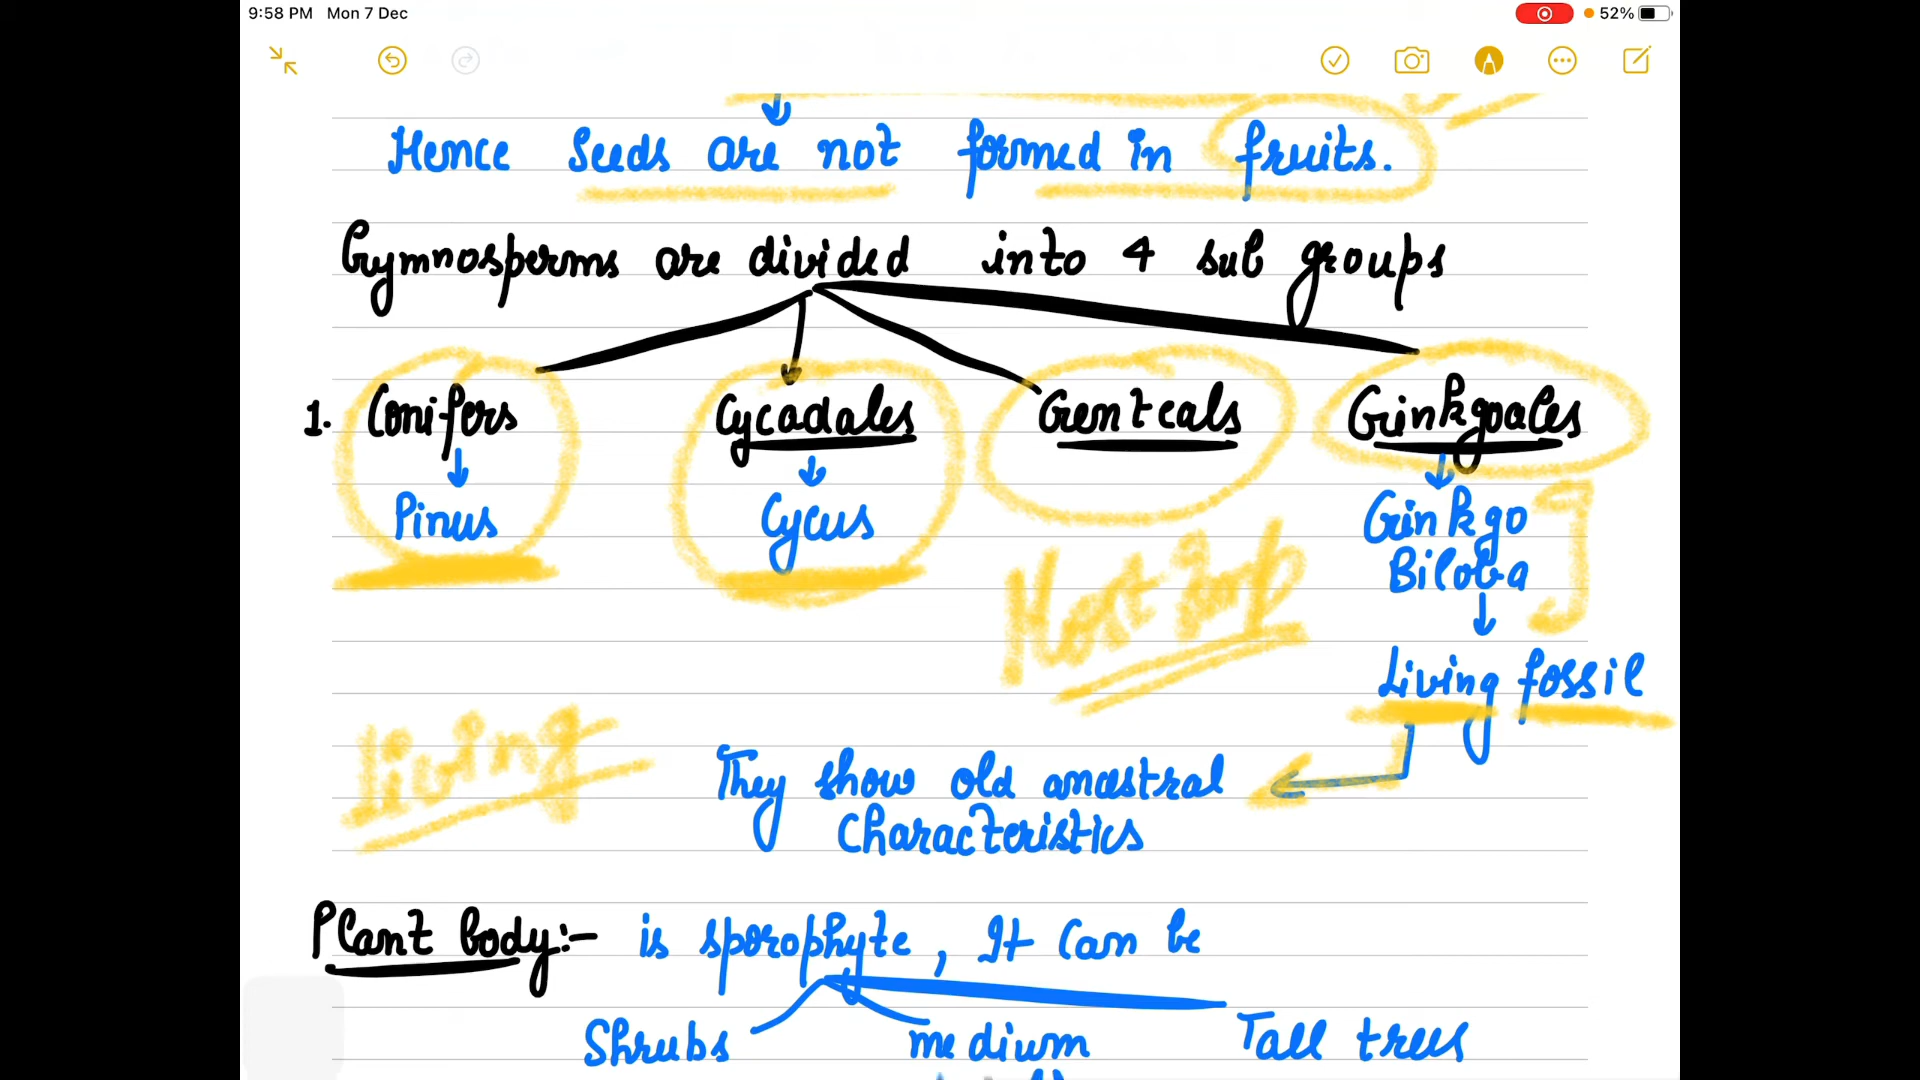 9:58 PM Mon 7 Dec
52%
Hence Seeds are not formed in fruits.
Gymnosperms are divided into 4 sub groups
1. Conifers Cycadales Genteals Ginkgoales
Pinus Cycus Ginkgo
Biloba
Most Imp
Living fossil
Living
They show old ancestral
Characteristics
Plant body:- is sporophyte, It Can be
Shrubs medium Tall trees